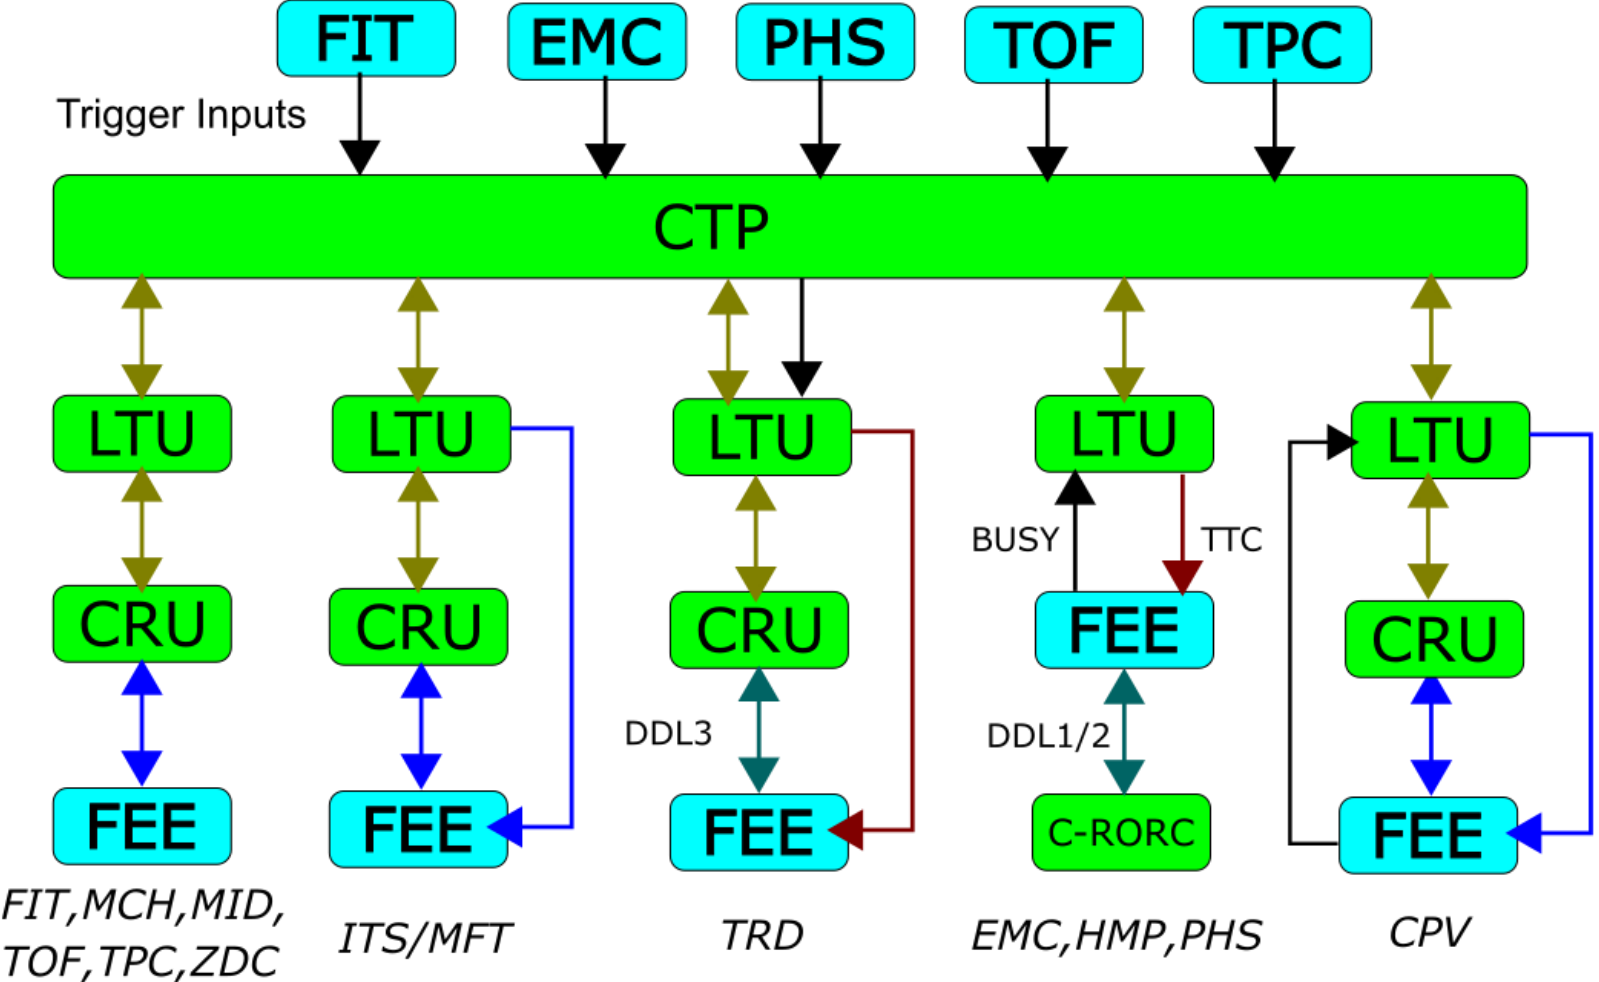 FIT EMC PHS TOF TPC
Trigger Inputs
CTP
LTU LTU LTU LTU LTU
BUSY TTC
CRU CRU CRU FEE CRU
DDL3 DDL1/2
FEE FEE FEE C-RORC FEE
FIT,MCH,MID,
TOF,TPC,ZDC
ITS/MFT
TRD
EMC,HMP,PHS
CPV